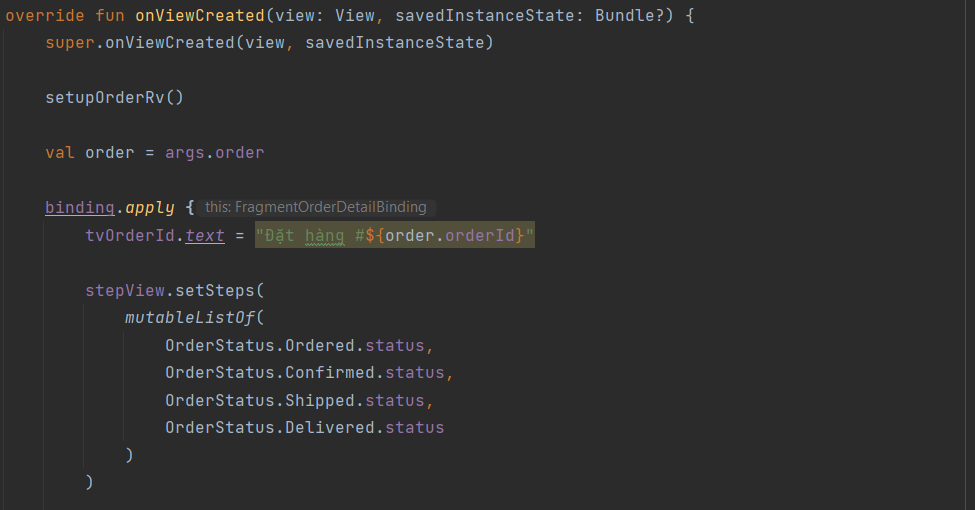 override fun onViewCreated(view: View, savedInstanceState: Bundle?) {
super.onViewCreated(view, savedInstanceState)
setupOrderRv()
val order = args.order
binding.apply { this: FragmentOrderDetailBinding
tvOrderId.text = "Đặt hàng #${order.orderId}"
stepView.setSteps(
mutableListOf(
OrderStatus.Ordered.status,
OrderStatus.Confirmed.status,
OrderStatus.Shipped.status,
OrderStatus.Delivered.status
)
)